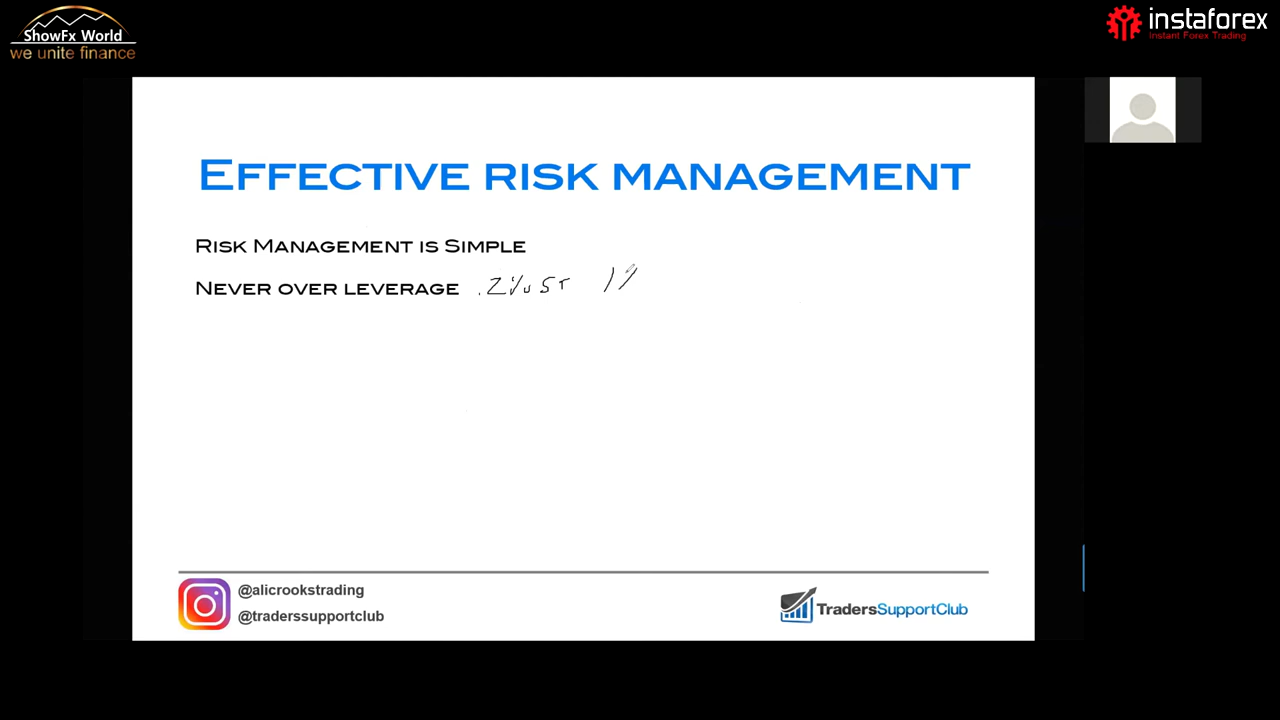 ShowFx World
we unite finance
instaforex
Instant Forex Trading
EFFECTIVE RISK MANAGEMENT
RISK MANAGEMENT IS SIMPLE
NEVER OVER LEVERAGE
@alicrookstrading
@traderssupportclub
TradersSupportClub